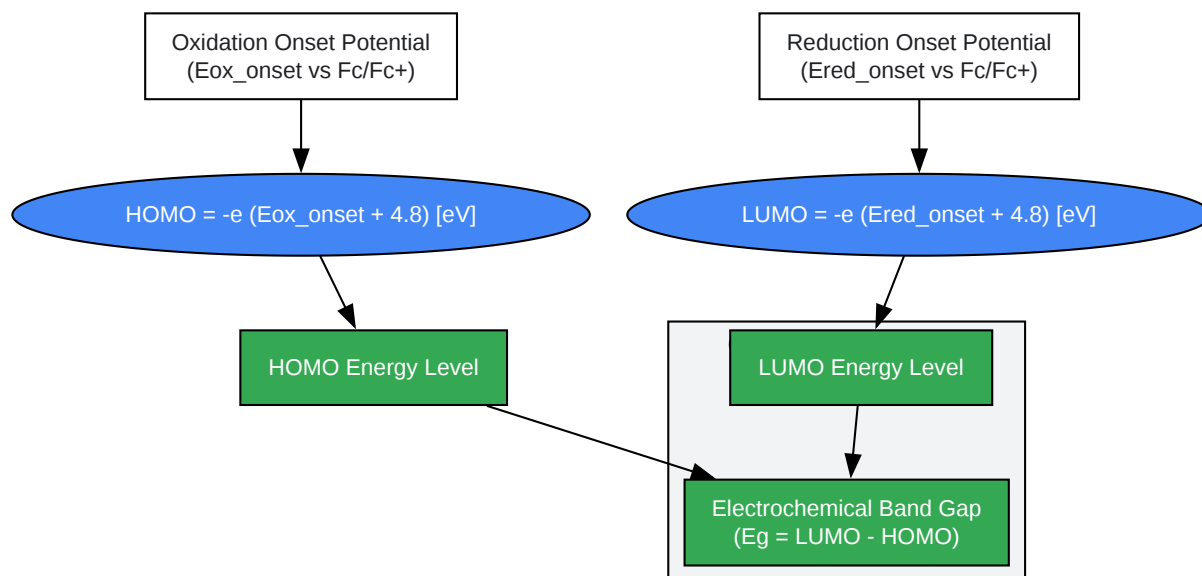 Oxidation Onset Potential
(Eox_onset vs Fc/Fc+)
Reduction Onset Potential
(Ered_onset vs Fc/Fc+)
HOMO = -e (Eox_onset + 4.8) [eV]
LUMO = -e (Ered_onset + 4.8) [eV]
HOMO Energy Level
LUMO Energy Level
Electrochemical Band Gap
(Eg = LUMO - HOMO)